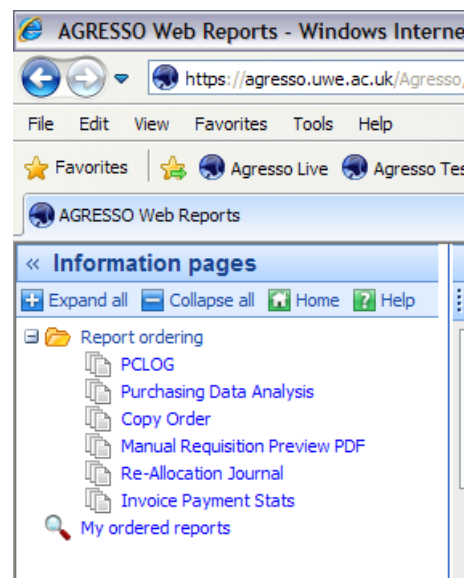 AGRESSO Web Reports - Windows Interne
https://agresso.uwe.ac.uk/Agresso/
File Edit View Favorites Tools Help
Favorites Agresso Live Agresso Tes
AGRESSO Web Reports
« Information pages
Expand all Collapse all Home Help
Report ordering
PCLOG
Purchasing Data Analysis
Copy Order
Manual Requisition Preview PDF
Re-Allocation Journal
Invoice Payment Stats
My ordered reports